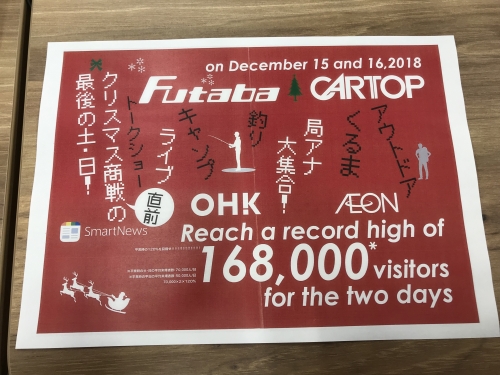 on December 15 and 16,2018
Futaba CARTOP
アウトドア
くるま
局アナ
大集合!
釣り
キャンプ
ライブ
トークショー
クリスマス商戦の
直前
最後の土・日!
SmartNews
OHK
ÆON
Reach a record high of
168,000*
visitors
for the two days